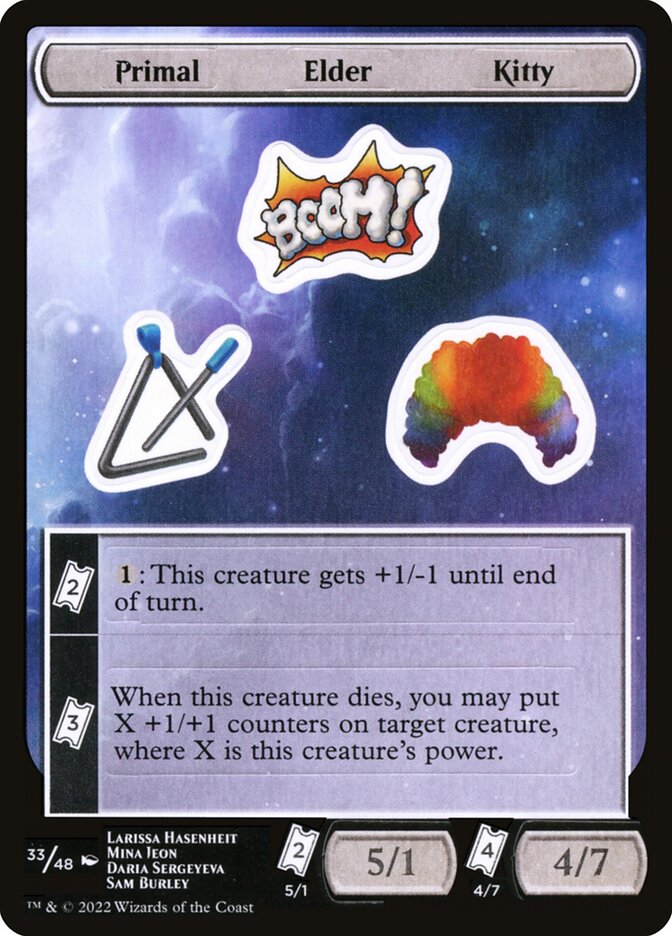 Primal Elder Kitty
BOOM!
2
1: This creature gets +1/-1 until end
of turn.
3
When this creature dies, you may put
X +1/+1 counters on target creature,
where X is this creature's power.
33/48
Larissa Hasenheit
Mina Jeon
Daria Sergeyeva
Sam Burley
™ & © 2022 Wizards of the Coast
2
5/1
5/1
4
4/7
4/7